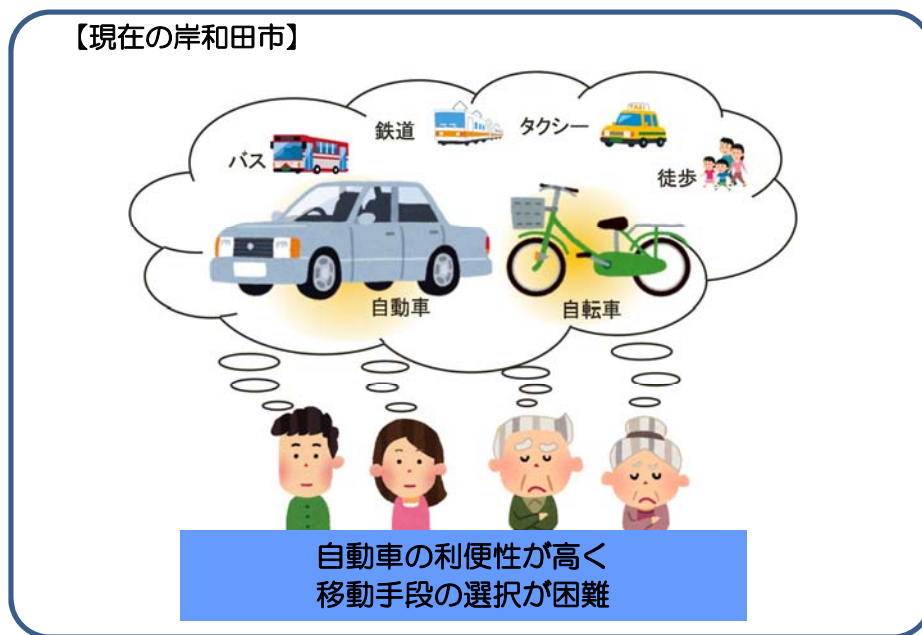 【現在の岸和田市】
鉄道
タクシー
TAXI
バス
徒歩
自動車
自転車
自動車の利便性が高く
移動手段の選択が困難